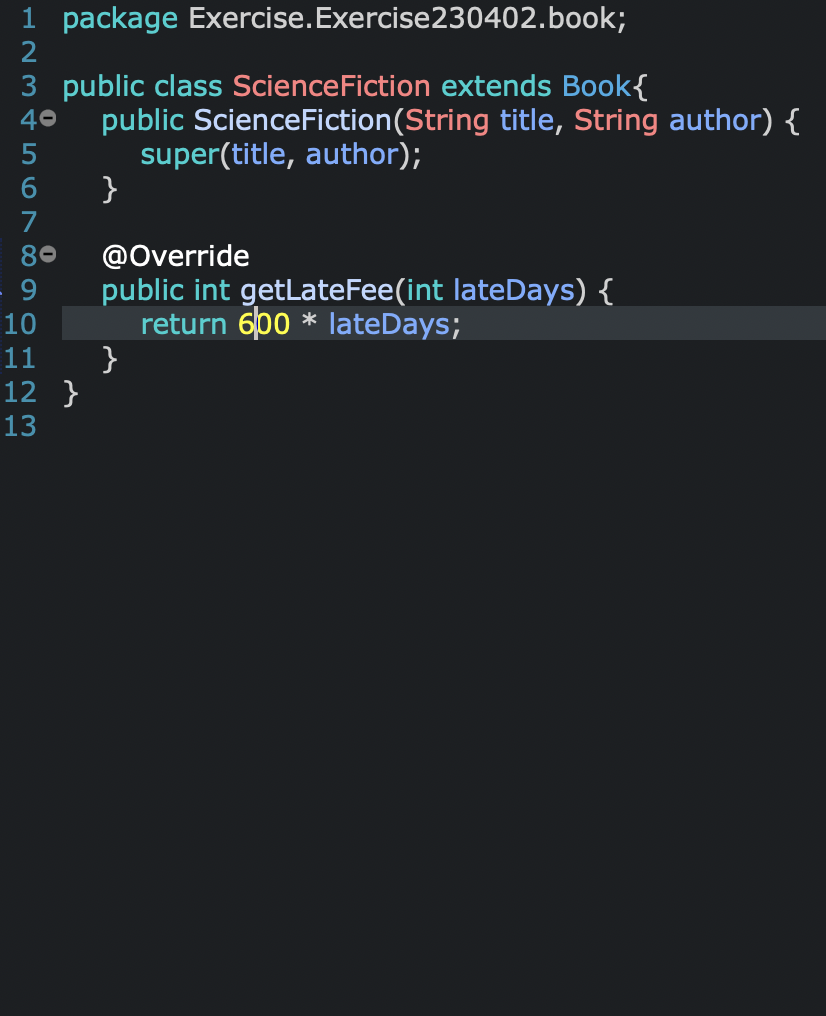 1 package Exercise.Exercise230402.book;
2
3 public class ScienceFiction extends Book{
4 public ScienceFiction(String title, String author) {
5 super(title, author);
6 }
7
8 @Override
9 public int getLateFee(int lateDays) {
10 return 600 * lateDays;
11 }
12 }
13